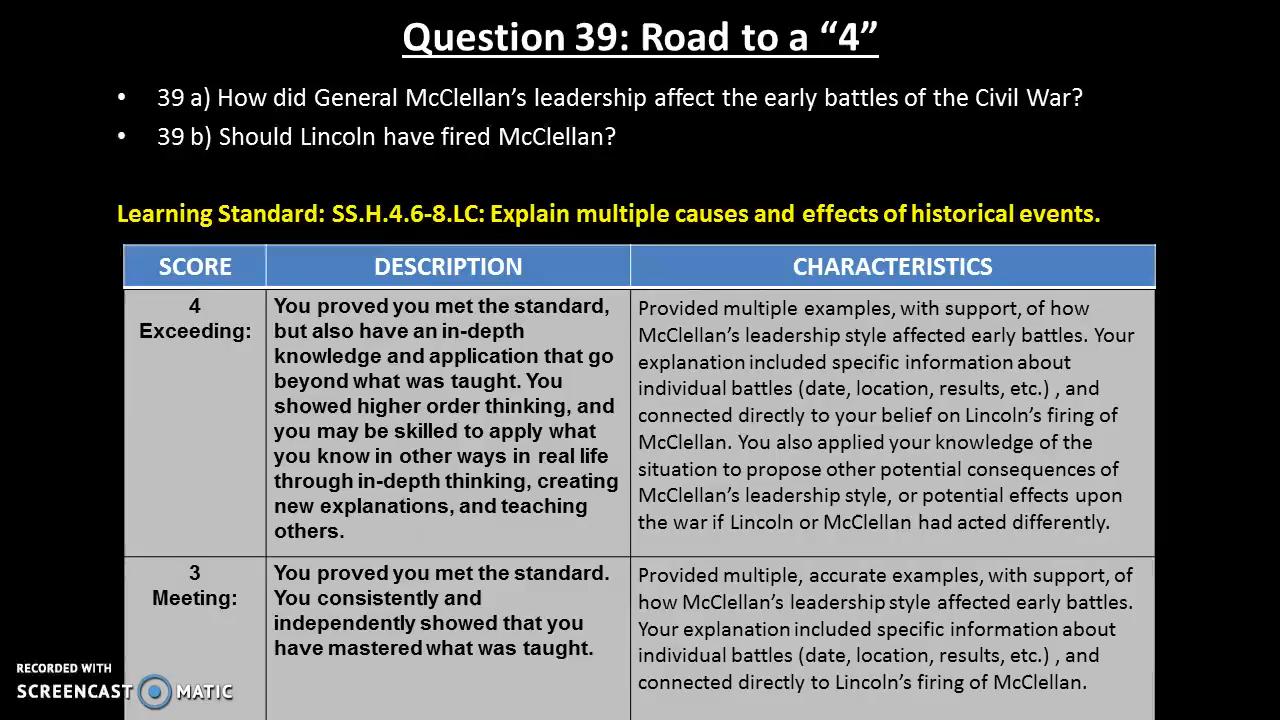 Question 39: Road to a “4”
• 39 a) How did General McClellan’s leadership affect the early battles of the Civil War?
• 39 b) Should Lincoln have fired McClellan?
Learning Standard: SS.H.4.6-8.LC: Explain multiple causes and effects of historical events.
SCORE
DESCRIPTION
CHARACTERISTICS
4
Exceeding:
You proved you met the standard,
but also have an in-depth
knowledge and application that go
beyond what was taught. You
showed higher order thinking, and
you may be skilled to apply what
you know in other ways in real life
through in-depth thinking, creating
new explanations, and teaching
others.
Provided multiple examples, with support, of how
McClellan’s leadership style affected early battles. Your
explanation included specific information about
individual battles (date, location, results, etc.) , and
connected directly to your belief on Lincoln’s firing of
McClellan. You also applied your knowledge of the
situation to propose other potential consequences of
McClellan’s leadership style, or potential effects upon
the war if Lincoln or McClellan had acted differently.
3
Meeting:
You proved you met the standard.
You consistently and
independently showed that you
have mastered what was taught.
Provided multiple, accurate examples, with support, of
how McClellan’s leadership style affected early battles.
Your explanation included specific information about
individual battles (date, location, results, etc.) , and
connected directly to Lincoln’s firing of McClellan.
RECORDED WITH
SCREENCAST MATIC